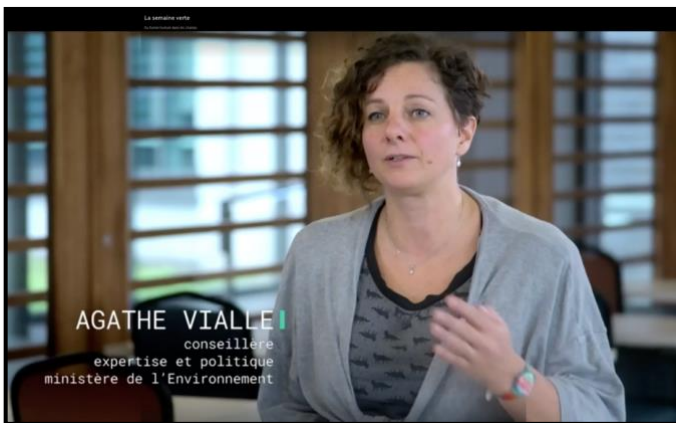 La semaine verte
AGATHE VIALLE
conseillère
expertise et politique
ministère de l'Environnement